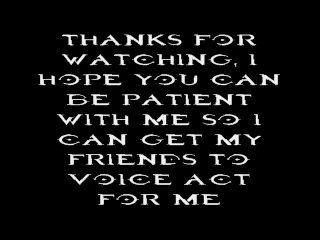 THANKS FOR
WATCHING, I
HOPE YOU CAN
BE PATIENT
WITH ME SO I
CAN GET MY
FRIENDS TO
VOICE ACT
FOR ME